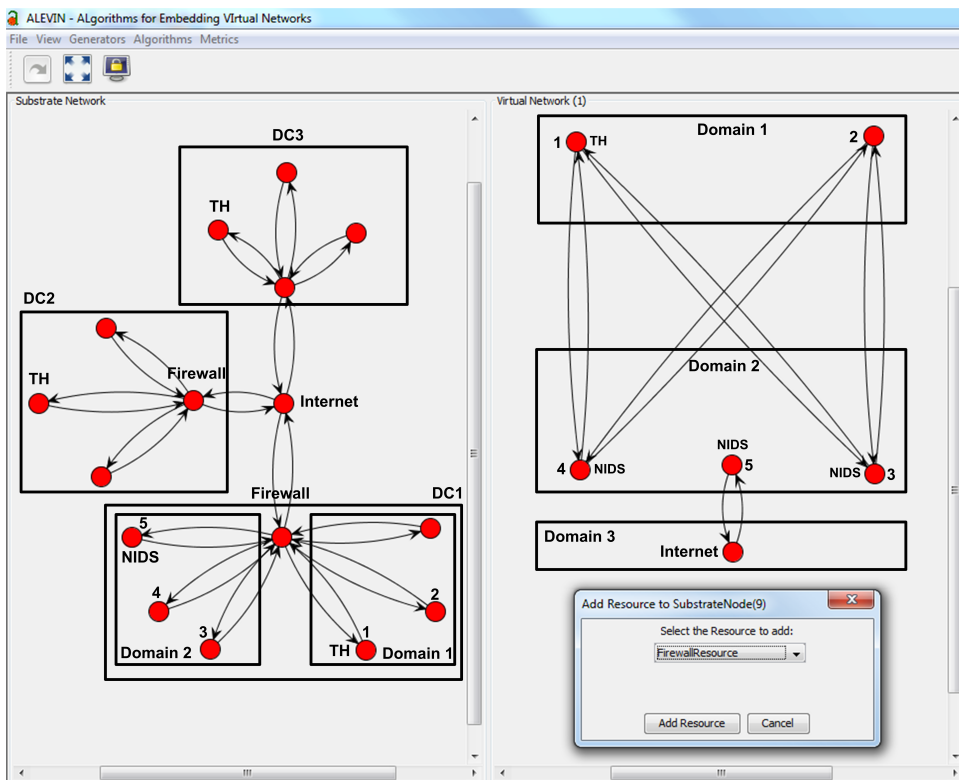 ALEVIN - ALgorithms for Embedding VIrtual Networks
File View Generators Algorithms Metrics
Substrate Network
DC3
TH
DC2
Firewall
TH
Internet
Firewall
DC1
5
NIDS
4
2
3
1
TH
Domain 2
Domain 1
Virtual Network (1)
Domain 1
1
TH
2
Domain 2
NIDS
4
NIDS
5
NIDS
3
Domain 3
Internet
Add Resource to SubstrateNode(9)
Select the Resource to add:
FirewallResource
Add Resource
Cancel